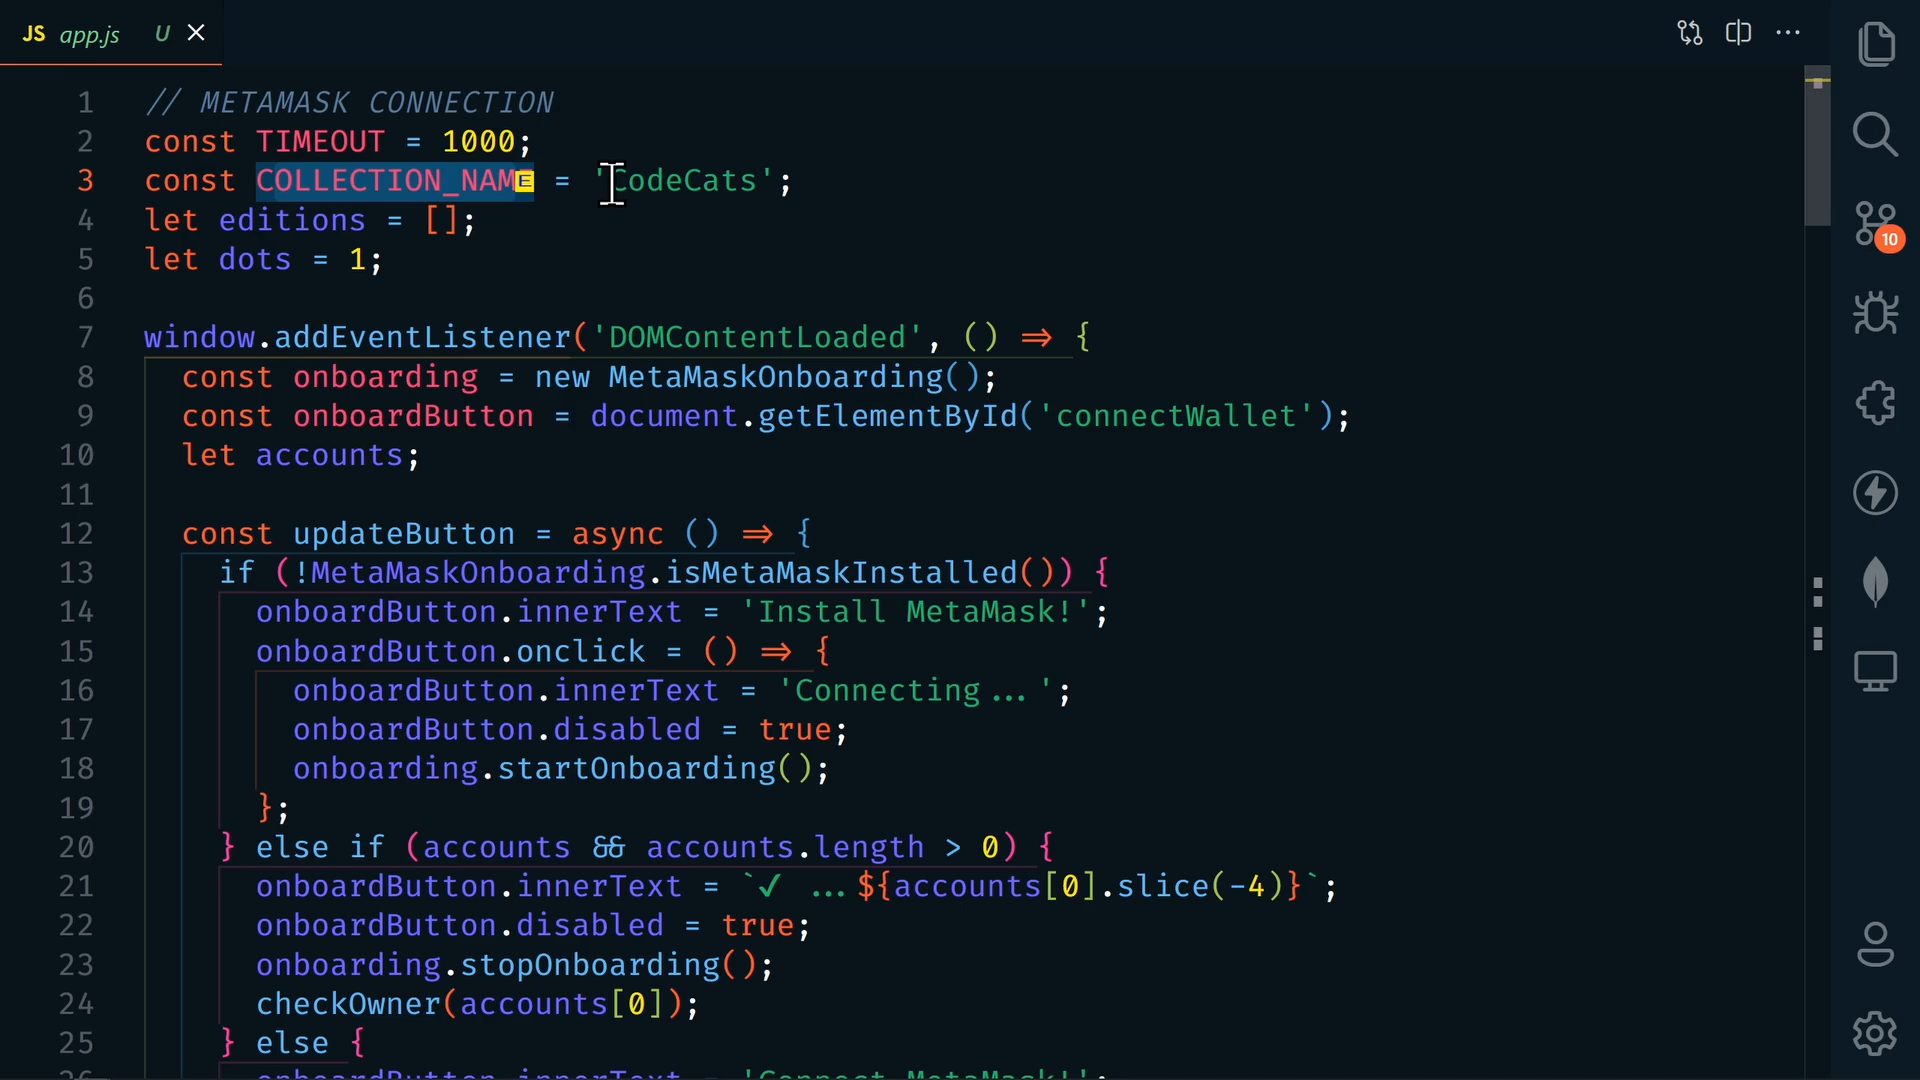 JS app.js U
1 // METAMASK CONNECTION
2 const TIMEOUT = 1000;
3 const COLLECTION_NAME = 'CodeCats';
4 let editions = [];
5 let dots = 1;
6
7 window.addEventListener('DOMContentLoaded', () => {
8 const onboarding = new MetaMaskOnboarding();
9 const onboardButton = document.getElementById('connectWallet');
10 let accounts;
11
12 const updateButton = async () => {
13 if (!MetaMaskOnboarding.isMetaMaskInstalled()) {
14 onboardButton.innerText = 'Install MetaMask!';
15 onboardButton.onclick = () => {
16 onboardButton.innerText = 'Connecting...';
17 onboardButton.disabled = true;
18 onboarding.startOnboarding();
19 };
20 } else if (accounts && accounts.length > 0) {
21 onboardButton.innerText = `✓ ...${accounts[0].slice(-4)}`;
22 onboardButton.disabled = true;
23 onboarding.stopOnboarding();
24 checkOwner(accounts[0]);
25 } else {
26 onboardButton.innerText = 'Connect MetaMask!';
10